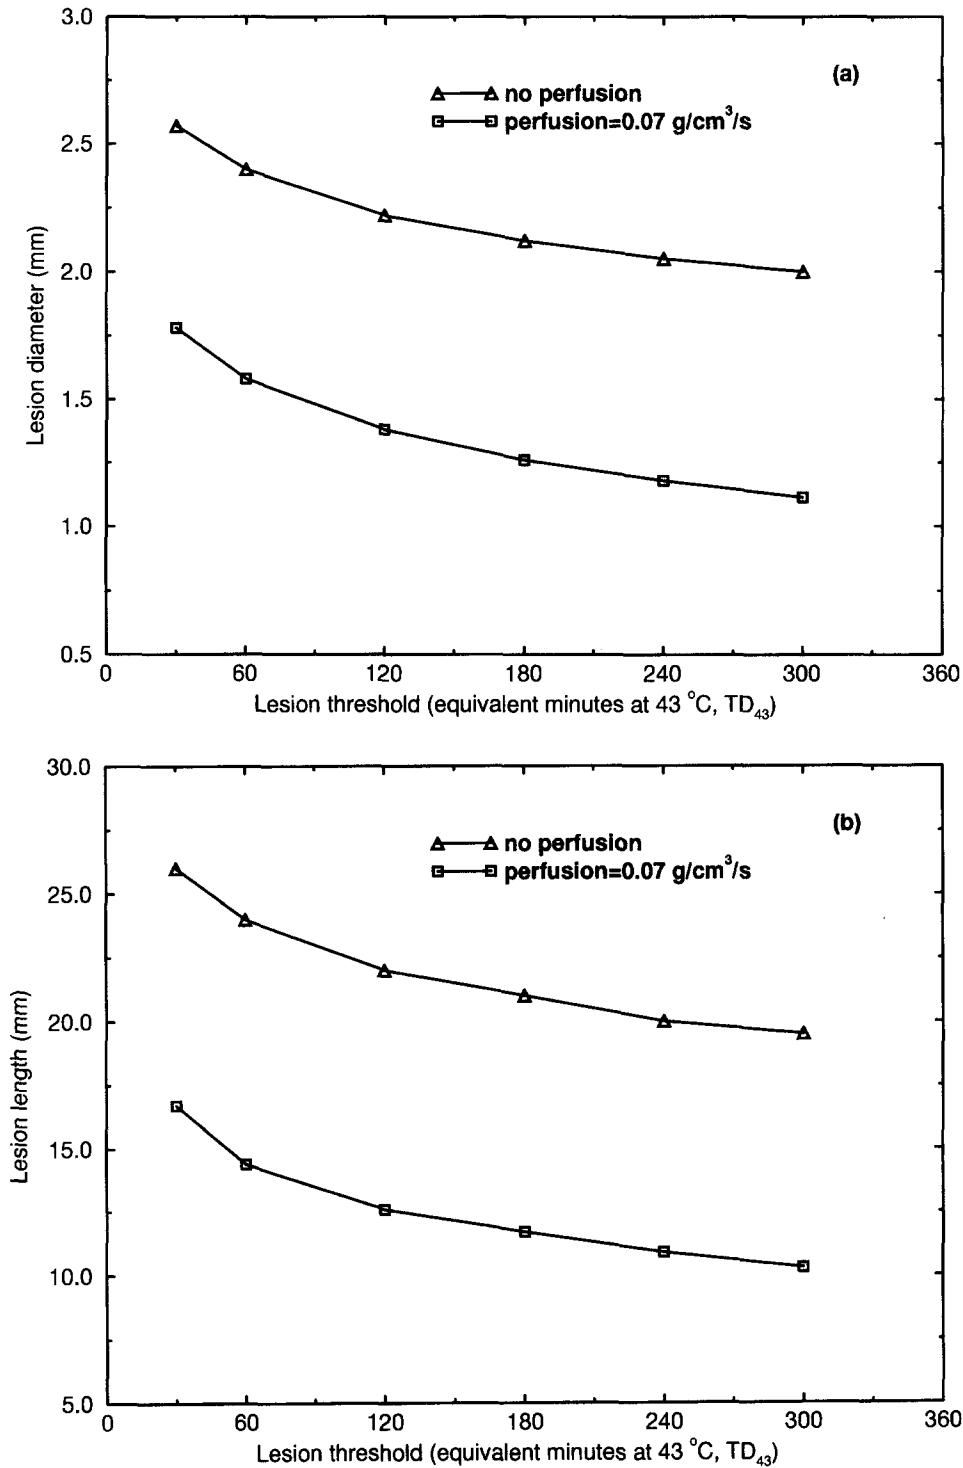 3.0
(a)
no perfusion
perfusion=0.07 g/cm³/s
2.5
2.0
1.5
1.0
0.5
Lesion diameter (mm)
0 60 120 180 240 300 360
Lesion threshold (equivalent minutes at 43 °C, TD₄₃)
30.0
(b)
no perfusion
perfusion=0.07 g/cm³/s
25.0
20.0
15.0
10.0
5.0
Lesion length (mm)
0 60 120 180 240 300 360
Lesion threshold (equivalent minutes at 43 °C, TD₄₃)